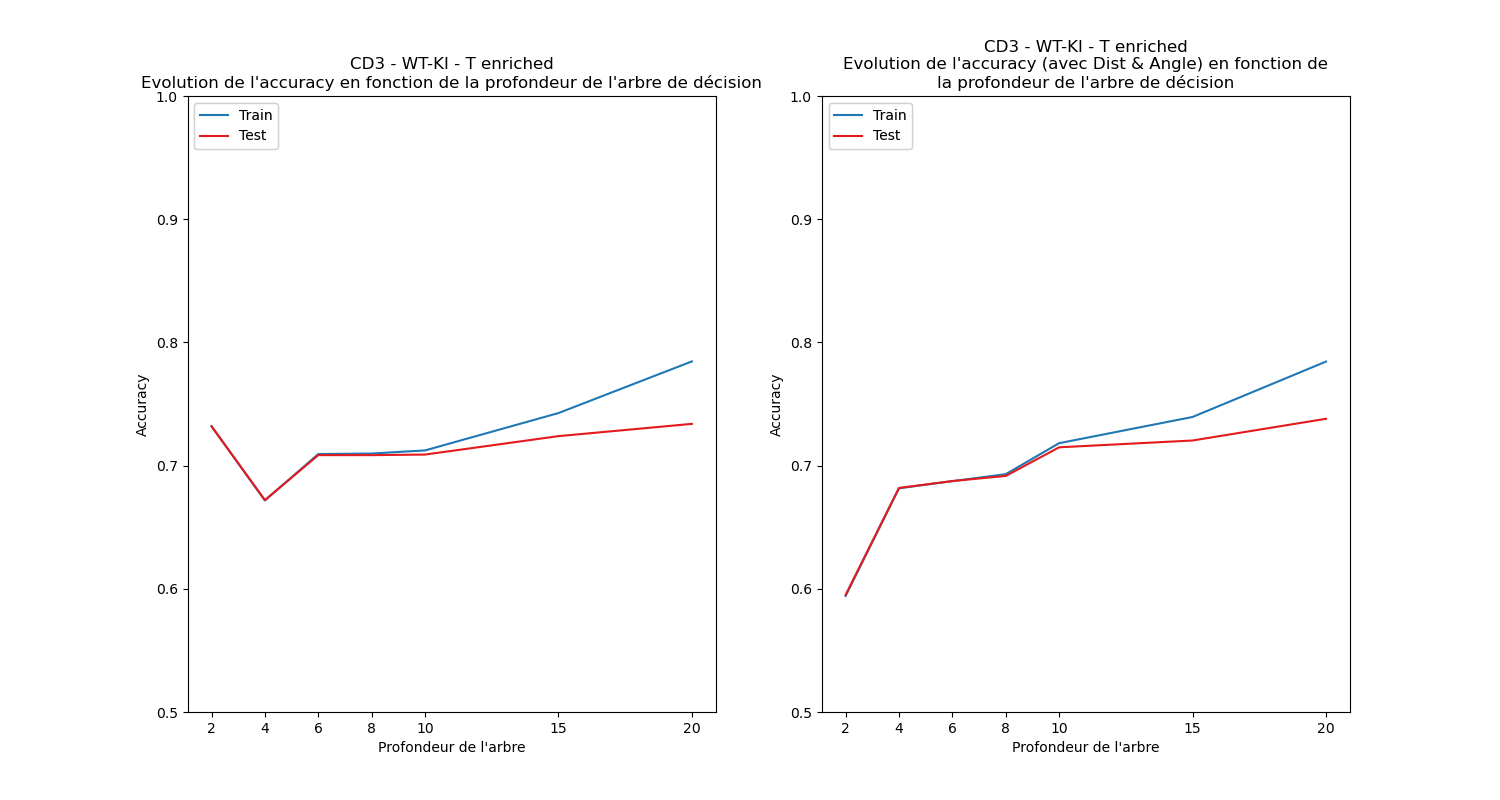 CD3 - WT-KI - T enriched
Evolution de l'accuracy en fonction de la profondeur de l'arbre de décision
1.0
0.9
0.8
0.7
0.6
0.5
Accuracy
Train
Test
2 4 6 8 10 15 20
Profondeur de l'arbre
CD3 - WT-KI - T enriched
Evolution de l'accuracy (avec Dist & Angle) en fonction de
la profondeur de l'arbre de décision
1.0
0.9
0.8
0.7
0.6
0.5
Accuracy
Train
Test
2 4 6 8 10 15 20
Profondeur de l'arbre